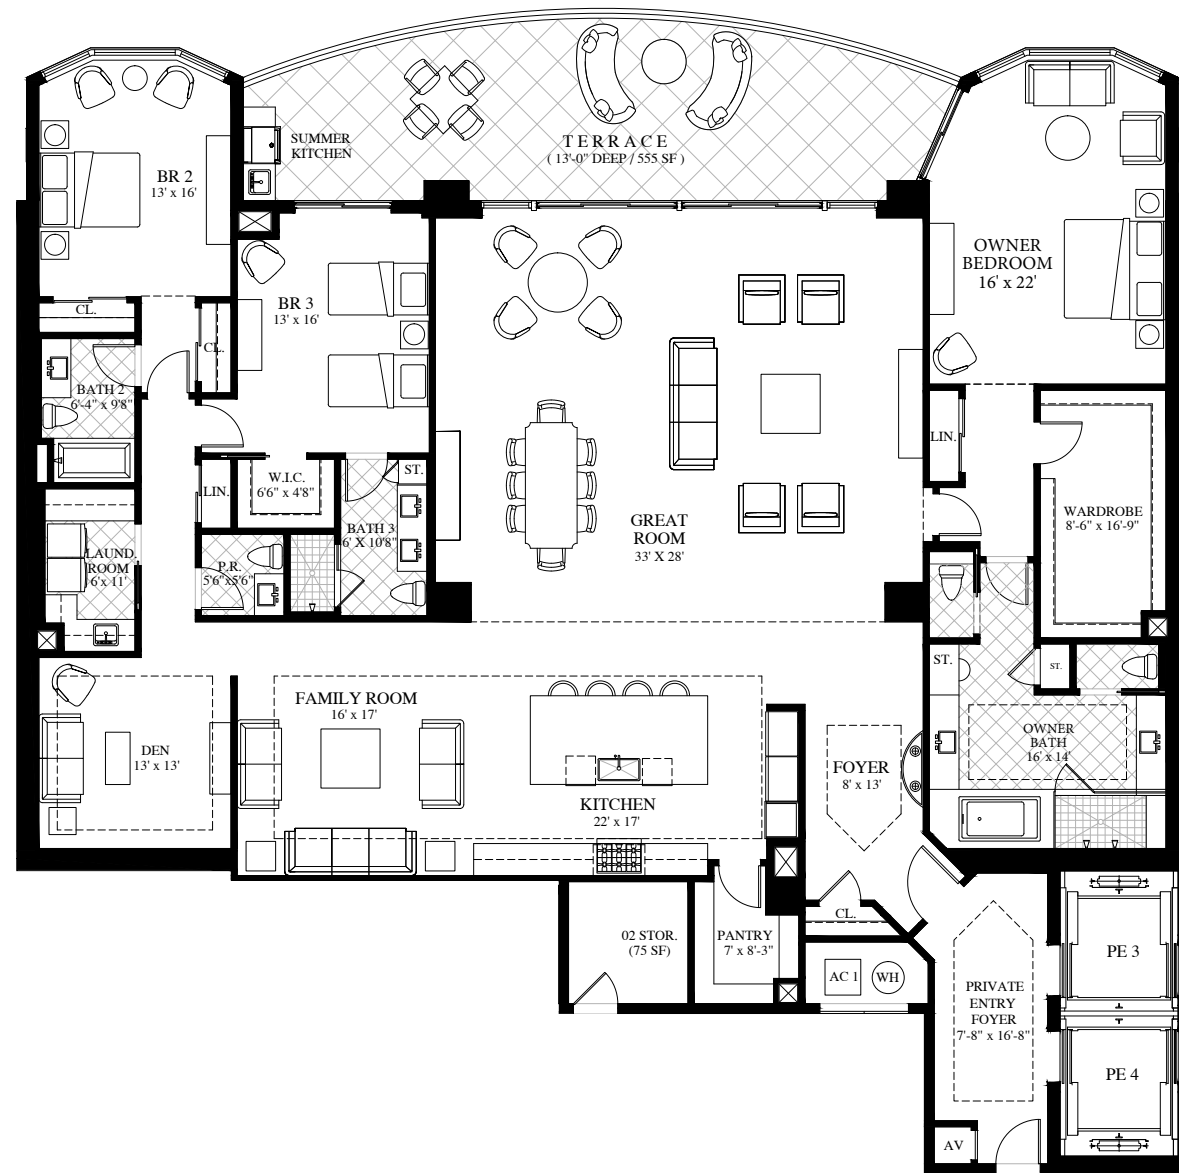 TERRACE
( 13'-0" DEEP / 555 SF )
SUMMER
KITCHEN
BR 2
13' x 16'
OWNER
BEDROOM
16' x 22'
BR 3
13' x 16'
CL.
CL.
BATH 2
6'-4" x 9'8"
LIN.
W.I.C.
6'6" x 4'8"
ST.
BATH 3
6' X 10'8"
LIN.
GREAT
ROOM
33' X 28'
WARDROBE
8'-6" x 16'-9"
LAUND.
ROOM
6'x 11'
P.R.
5'6"x5'6"
ST.
ST.
FAMILY ROOM
16' x 17'
DEN
13' x 13'
KITCHEN
22' x 17'
FOYER
8' x 13'
OWNER
BATH
16' x 14'
CL.
02 STOR.
(75 SF)
PANTRY
7' x 8'-3"
AC 1
WH
PRIVATE
ENTRY
FOYER
7'-8" x 16'-8"
PE 3
PE 4
AV